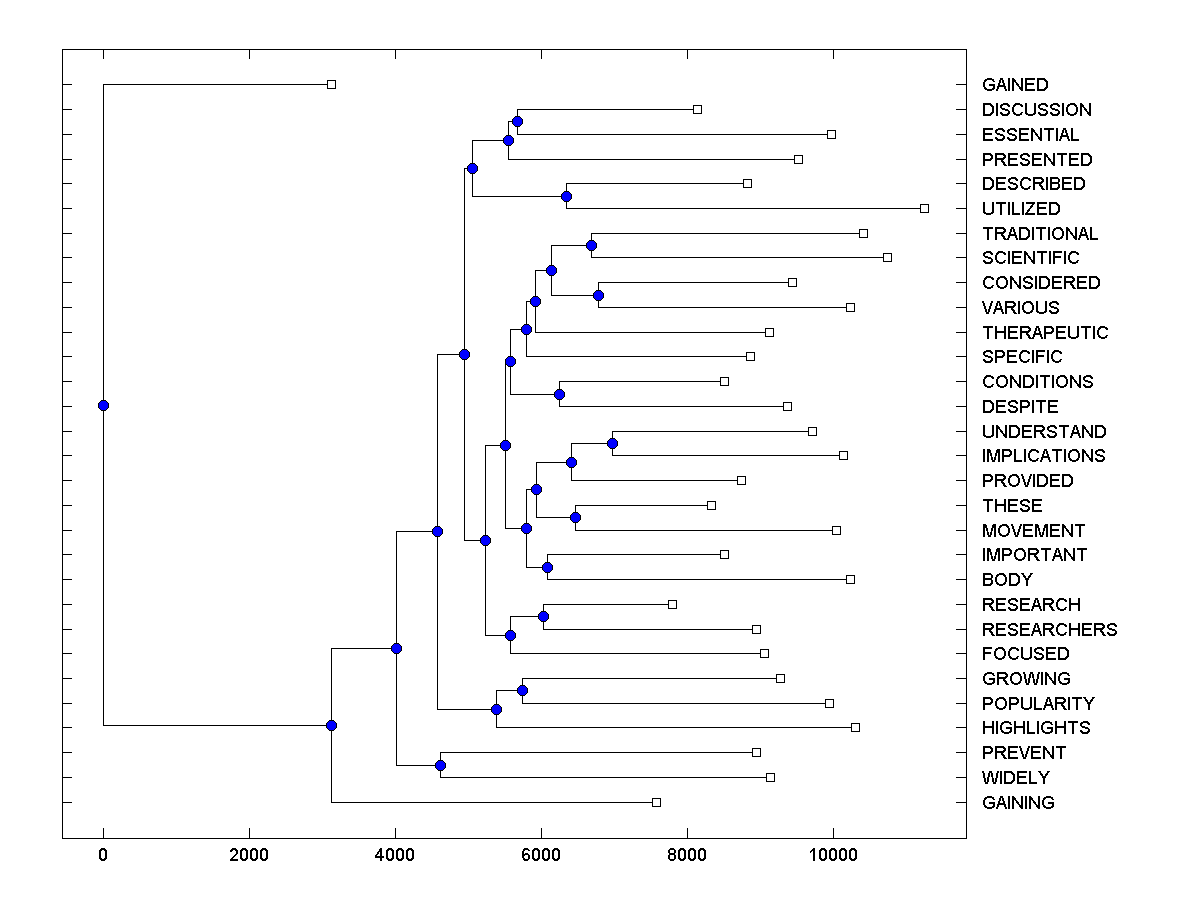 GAINED
DISCUSSION
ESSENTIAL
PRESENTED
DESCRIBED
UTILIZED
TRADITIONAL
SCIENTIFIC
CONSIDERED
VARIOUS
THERAPEUTIC
SPECIFIC
CONDITIONS
DESPITE
UNDERSTAND
IMPLICATIONS
PROVIDED
THESE
MOVEMENT
IMPORTANT
BODY
RESEARCH
RESEARCHERS
FOCUSED
GROWING
POPULARITY
HIGHLIGHTS
PREVENT
WIDELY
GAINING
0 2000 4000 6000 8000 10000